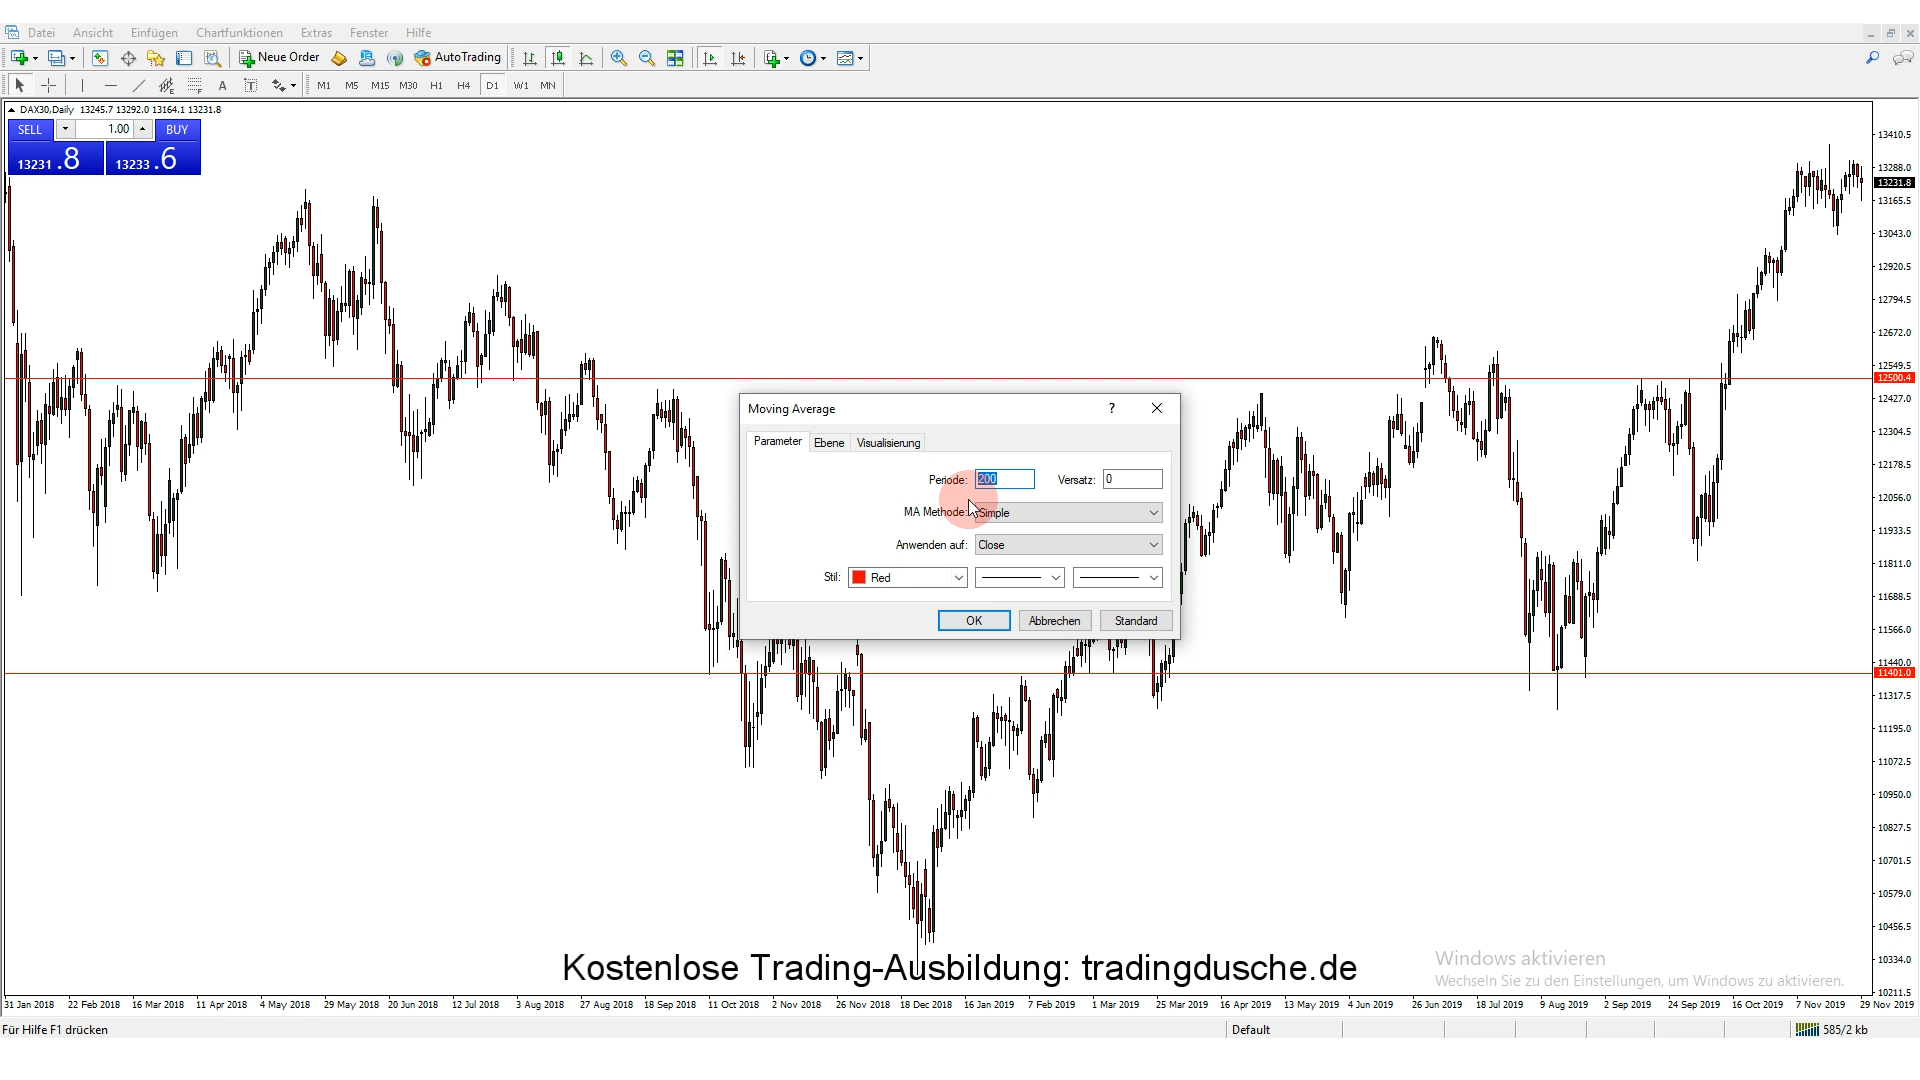 Datei Ansicht Einfügen Chartfunktionen Extras Fenster Hilfe
Neue Order AutoTrading
A T M1 M5 M15 M30 H1 H4 D1 W1 MN
DAX30,Daily 13245.7 13292.0 13164.1 13231.8
SELL 1.00 BUY
13231.8 13233.6
13410.5
13288.0
13231.8
13165.5
13043.0
12920.5
12794.5
12672.0
12549.5
12500.4
12427.0
12304.5
12178.5
12056.0
11933.5
11811.0
11688.5
11566.0
11440.0
11401.0
11317.5
11195.0
11072.5
10950.0
10827.5
10701.5
10579.0
10456.5
10334.0
10211.5
Moving Average ?
Parameter Ebene Visualisierung
Periode: 200 Versatz: 0
MA Methode: Simple
Anwenden auf: Close
Stil: Red
OK Abbrechen Standard
Kostenlose Trading-Ausbildung: tradingdusche.de
Windows aktivieren
Wechseln Sie zu den Einstellungen, um Windows zu aktivieren.
31 Jan 2018 22 Feb 2018 16 Mar 2018 11 Apr 2018 4 May 2018 29 May 2018 20 Jun 2018 12 Jul 2018 3 Aug 2018 27 Aug 2018 18 Sep 2018 11 Oct 2018 2 Nov 2018 26 Nov 2018 18 Dec 2018 16 Jan 2019 7 Feb 2019 1 Mar 2019 25 Mar 2019 16 Apr 2019 13 May 2019 4 Jun 2019 26 Jun 2019 18 Jul 2019 9 Aug 2019 2 Sep 2019 24 Sep 2019 16 Oct 2019 7 Nov 2019 29 Nov 2019
Für Hilfe F1 drücken Default 585/2 kb